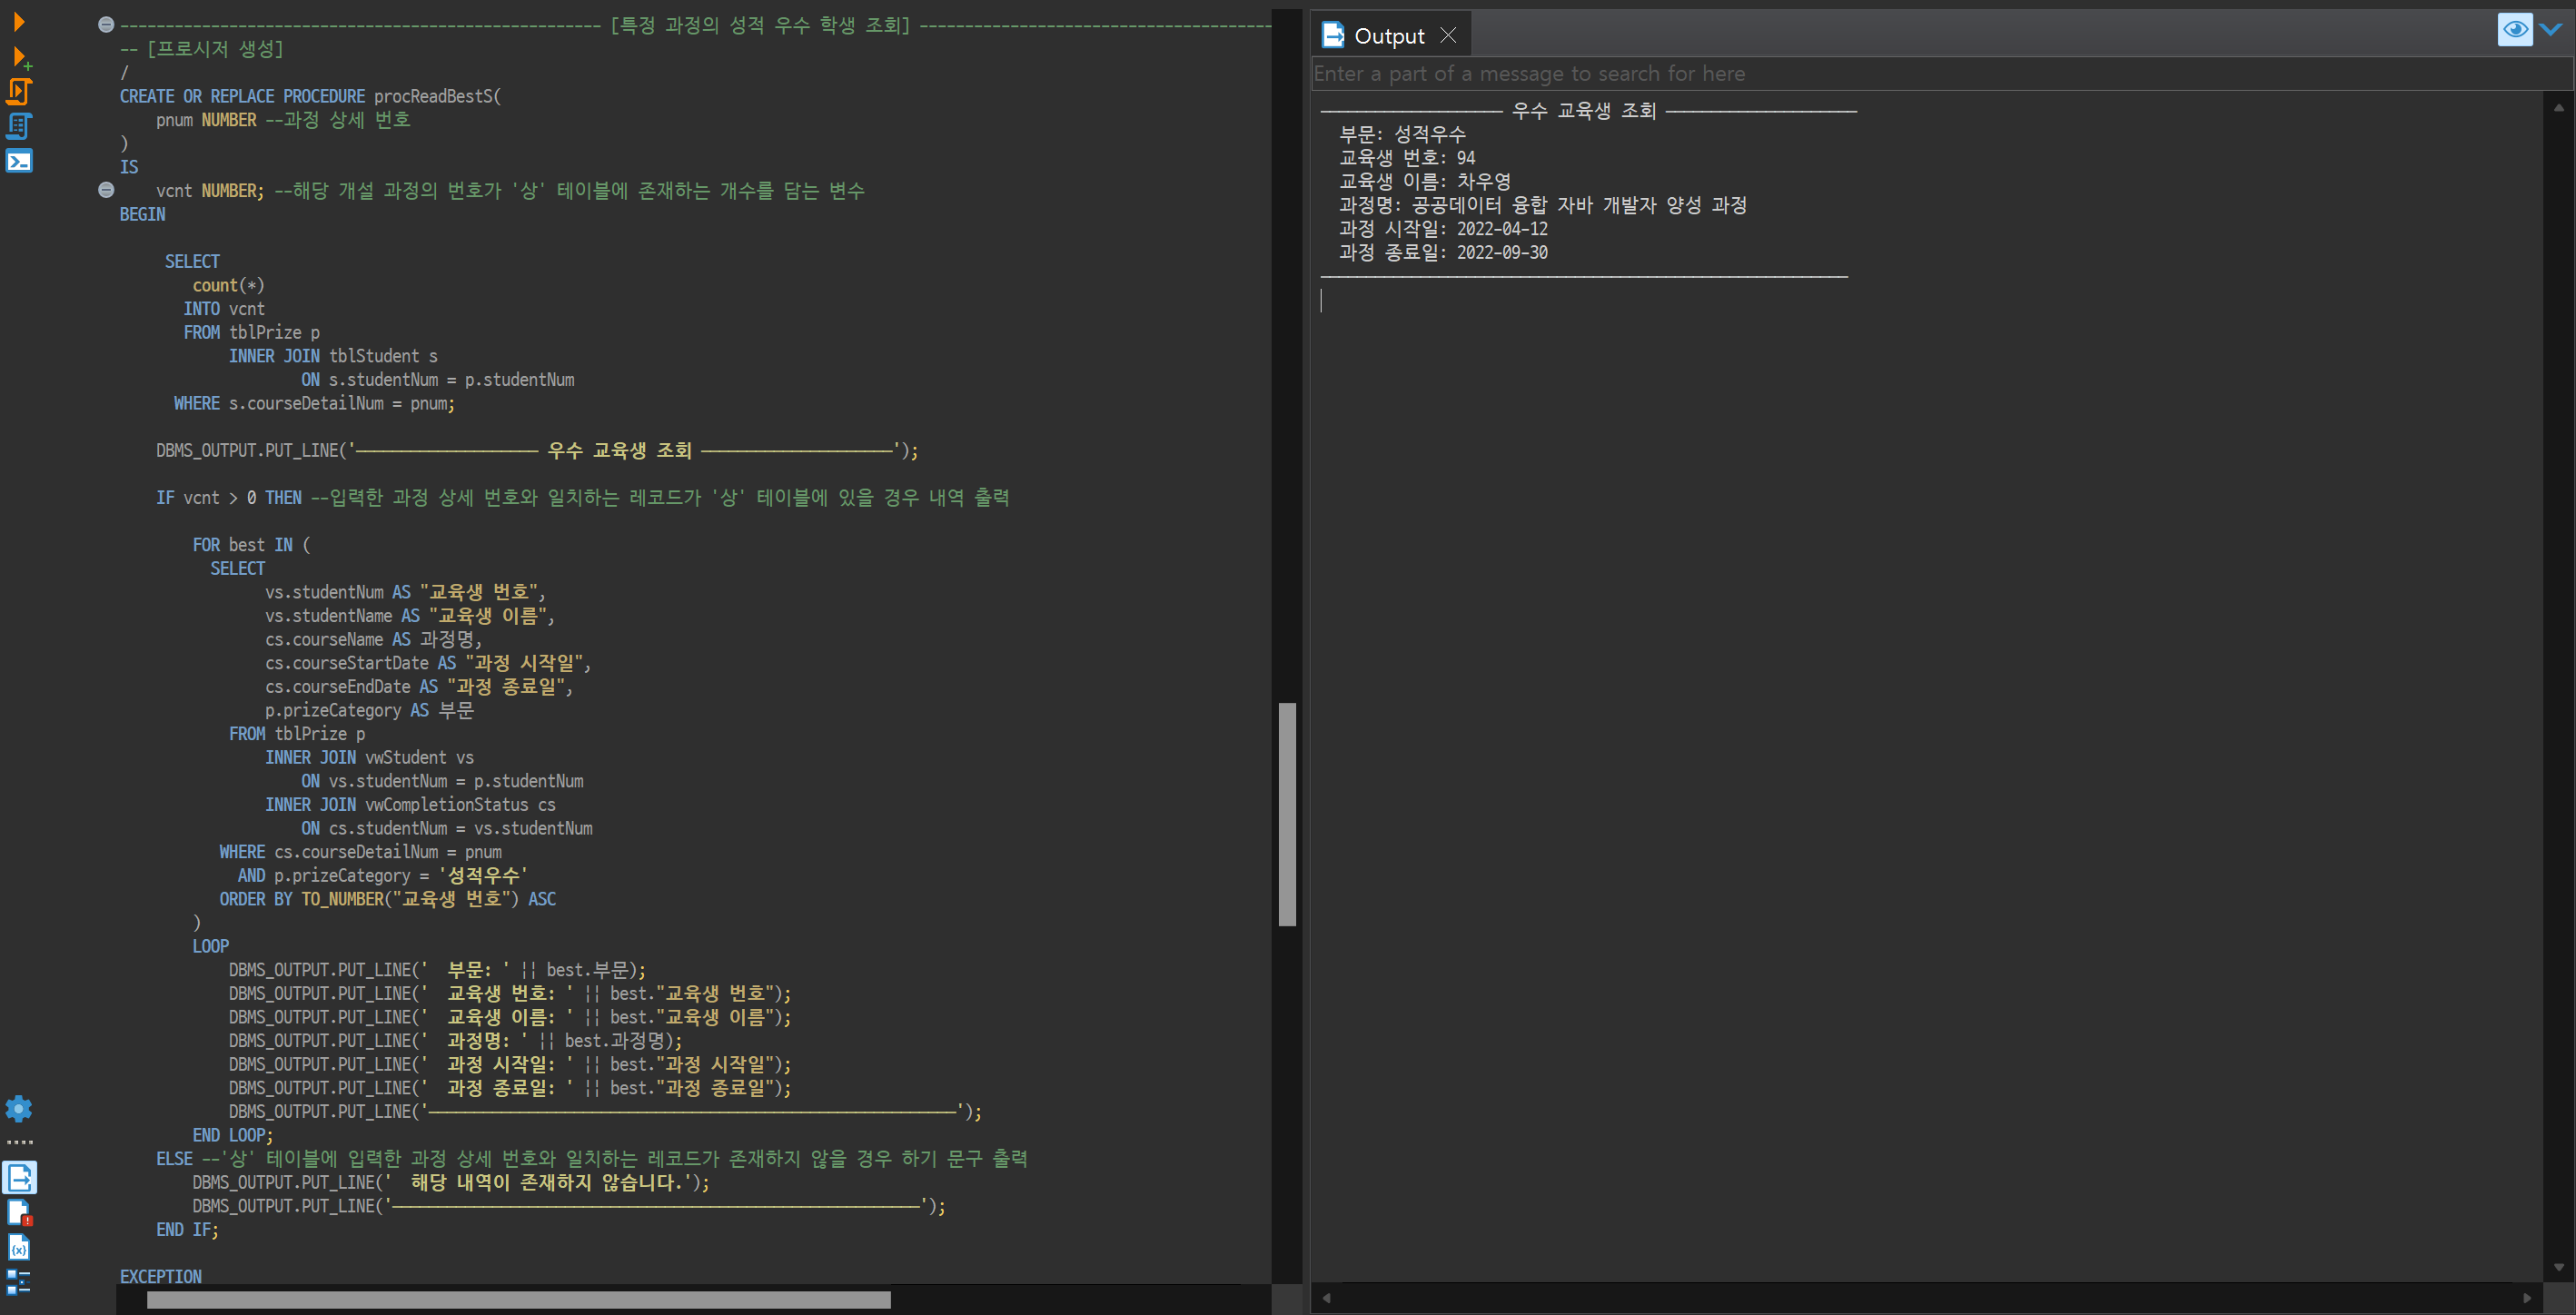 -------------------------------------------------- [특정 과정의 성적 우수 학생 조회] --------------------------------------
-- [프로시저 생성]
/
CREATE OR REPLACE PROCEDURE procReadBestS(
pnum NUMBER --과정 상세 번호
)
IS
vcnt NUMBER; --해당 개설 과정의 번호가 '상' 테이블에 존재하는 개수를 담는 변수
BEGIN
SELECT
count(*)
INTO vcnt
FROM tblPrize p
INNER JOIN tblStudent s
ON s.studentNum = p.studentNum
WHERE s.courseDetailNum = pnum;
DBMS_OUTPUT.PUT_LINE('──────────────────── 우수 교육생 조회 ─────────────────────');
IF vcnt > 0 THEN --입력한 과정 상세 번호와 일치하는 레코드가 '상' 테이블에 있을 경우 내역 출력
FOR best IN (
SELECT
vs.studentNum AS "교육생 번호",
vs.studentName AS "교육생 이름",
cs.courseName AS 과정명,
cs.courseStartDate AS "과정 시작일",
cs.courseEndDate AS "과정 종료일",
p.prizeCategory AS 부문
FROM tblPrize p
INNER JOIN vwStudent vs
ON vs.studentNum = p.studentNum
INNER JOIN vwCompletionStatus cs
ON cs.studentNum = vs.studentNum
WHERE cs.courseDetailNum = pnum
AND p.prizeCategory = '성적우수'
ORDER BY TO_NUMBER("교육생 번호") ASC
)
LOOP
DBMS_OUTPUT.PUT_LINE('  부문: ' || best.부문);
DBMS_OUTPUT.PUT_LINE('  교육생 번호: ' || best."교육생 번호");
DBMS_OUTPUT.PUT_LINE('  교육생 이름: ' || best."교육생 이름");
DBMS_OUTPUT.PUT_LINE('  과정명: ' || best.과정명);
DBMS_OUTPUT.PUT_LINE('  과정 시작일: ' || best."과정 시작일");
DBMS_OUTPUT.PUT_LINE('  과정 종료일: ' || best."과정 종료일");
DBMS_OUTPUT.PUT_LINE('──────────────────────────────────────────────────────────');
END LOOP;
ELSE --'상' 테이블에 입력한 과정 상세 번호와 일치하는 레코드가 존재하지 않을 경우 하기 문구 출력
DBMS_OUTPUT.PUT_LINE('  해당 내역이 존재하지 않습니다.');
DBMS_OUTPUT.PUT_LINE('──────────────────────────────────────────────────────────');
END IF;
EXCEPTION
Output
Enter a part of a message to search for here
──────────────────── 우수 교육생 조회 ─────────────────────
부문: 성적우수
교육생 번호: 94
교육생 이름: 차우영
과정명: 공공데이터 융합 자바 개발자 양성 과정
과정 시작일: 2022-04-12
과정 종료일: 2022-09-30
──────────────────────────────────────────────────────────